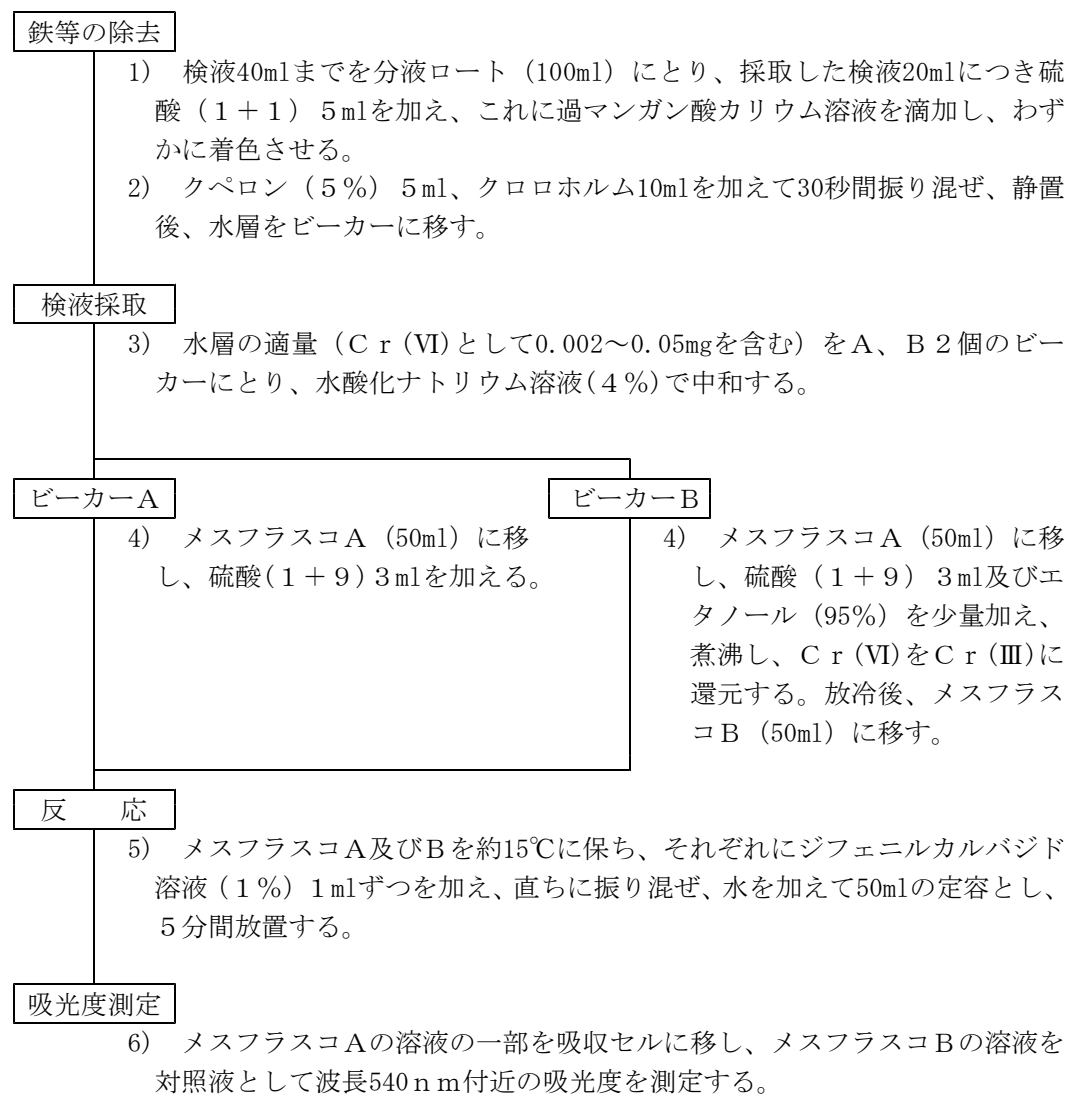 鉄等の除去
1) 検液40mlまでを分液ロート(100ml)にとり、採取した検液20mlにつき硫
酸(1+1)5mlを加え、これに過マンガン酸カリウム溶液を滴加し、わず
かに着色させる。
2) クペロン(5%)5ml、クロロホルム10mlを加えて30秒間振り混ぜ、静置
後、水層をビーカーに移す。
検液採取
3) 水層の適量(Cr(Ⅵ)として0.002~0.05mgを含む)をA、B2個のビー
カーにとり、水酸化ナトリウム溶液(4%)で中和する。
ビーカーA
4) メスフラスコA(50ml)に移
し、硫酸(1+9)3mlを加える。
ビーカーB
4) メスフラスコA(50ml)に移
し、硫酸(1+9)3ml及びエ
タノール(95%)を少量加え、
煮沸し、Cr(Ⅵ)をCr(Ⅲ)に
還元する。放冷後、メスフラス
コB(50ml)に移す。
反 応
5) メスフラスコA及びBを約15℃に保ち、それぞれにジフェニルカルバジド
溶液(1%)1mlずつを加え、直ちに振り混ぜ、水を加えて50mlの定容とし、
5分間放置する。
吸光度測定
6) メスフラスコAの溶液の一部を吸収セルに移し、メスフラスコBの溶液を
対照液として波長540nm付近の吸光度を測定する。